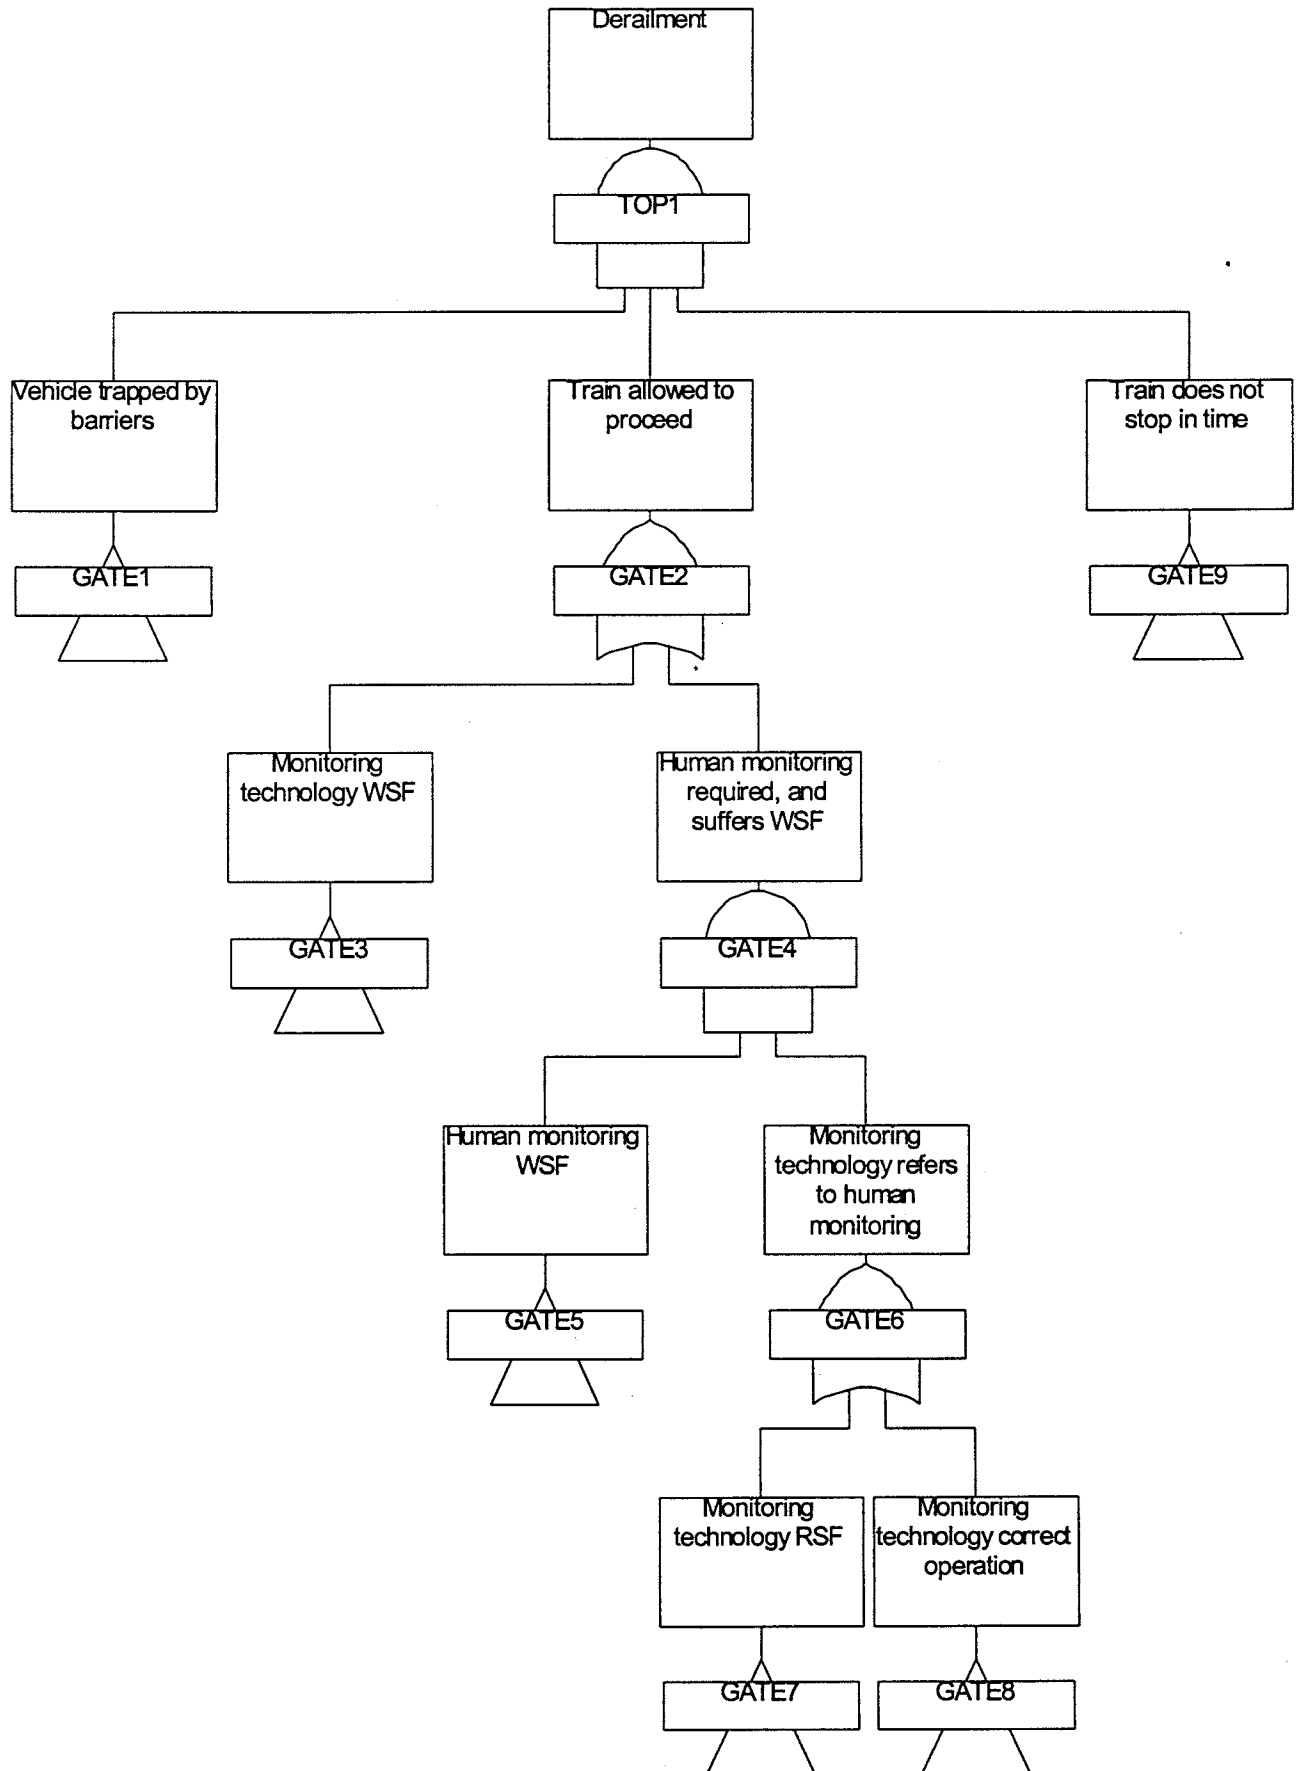 Derailment
TOP1
Vehicle trapped by
barriers
Train allowed to
proceed
Train does not
stop in time
GATE1
GATE2
GATE9
Monitoring
technology WSF
Human monitoring
required, and
suffers WSF
GATE3
GATE4
Human monitoring
WSF
Monitoring
technology refers
to human
monitoring
GATE5
GATE6
Monitoring
technology RSF
Monitoring
technology correct
operation
GATE7
GATE8